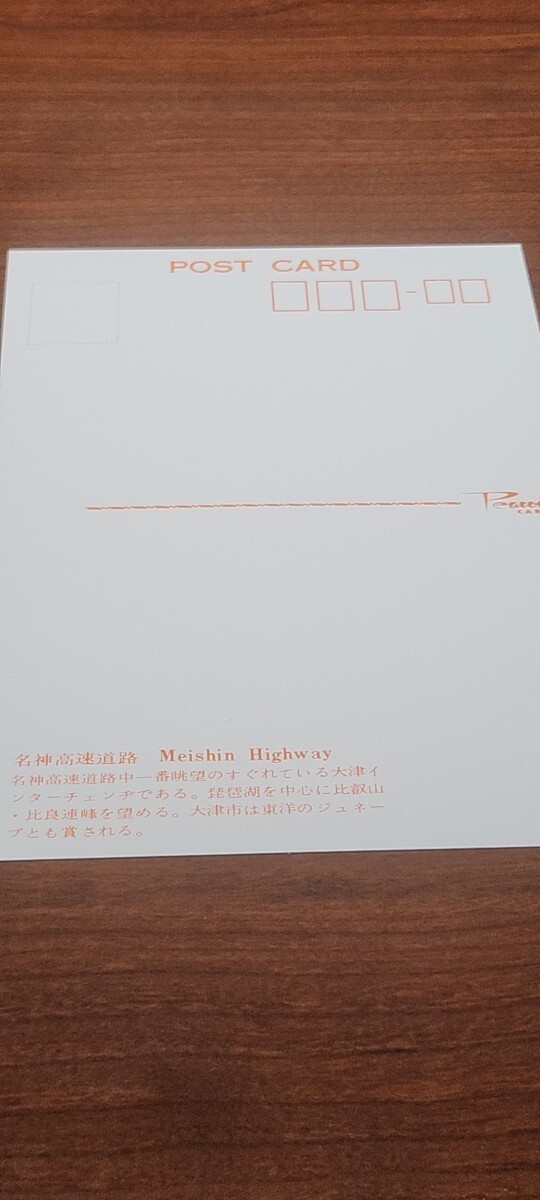 POST CARD
名神高速道路 Meishin Highway
名神高速道路中一番眺望のすぐれている大津イ
ンターチェンヂである。琵琶湖を中心に比叡山
・比良連峰を望める。大津市は東洋のジュネー
ブとも賞される。